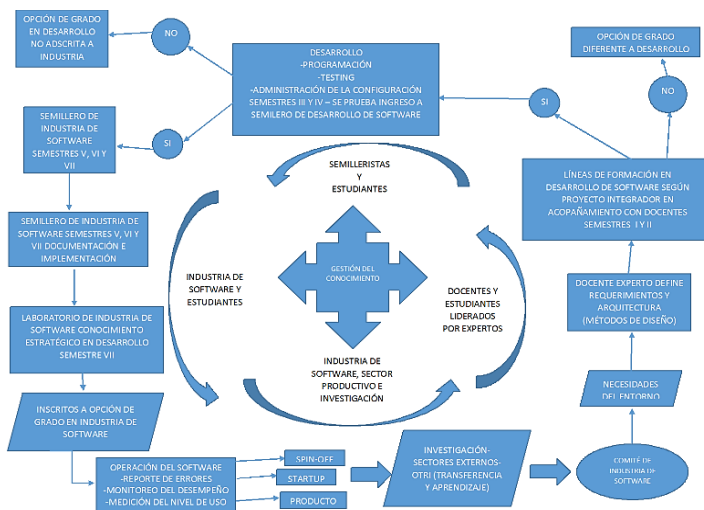 OPCIÓN DE GRADO
EN DESARROLLO
NO ADSCRITA A
INDUSTRIA
NO
DESARROLLO
-PROGRAMACIÓN
-TESTING
-ADMINISTRACIÓN DE LA CONFIGURACIÓN
SEMESTRES III Y IV – SE PRUEBA INGRESO A
SEMILERO DE DESARROLLO DE SOFTWARE
OPCIÓN DE GRADO
DIFERENTE A DESARROLLO
NO
SI
SEMILLERO DE
INDUSTRIA DE
SOFTWARE
SEMESTRES V, VI Y
VII
SI
SEMILLERISTAS
Y
ESTUDIANTES
LÍNEAS DE FORMACIÓN EN
DESARROLLO DE SOFTWARE SEGÚN
PROYECTO INTEGRADOR EN
ACOPAÑAMIENTO CON DOCENTES
SEMESTRES I Y II
SEMILLERO DE INDUSTRIA DE
SOFTWARE SEMESTRES V, VI Y
VII DOCUMENTACIÓN E
IMPLEMENTACIÓN
INDUSTRIA DE
SOFTWARE Y
ESTUDIANTES
GESTIÓN DEL
CONOCIMIENTO
DOCENTES Y
ESTUDIANTES
LIDERADOS
POR EXPERTOS
DOCENTE EXPERTO DEFINE
REQUERIMIENTOS Y
ARQUITECTURA
(MÉTODOS DE DISEÑO)
LABORATORIO DE INDUSTRIA DE
SOFTWARE CONOCIMIENTO
ESTRATÉGICO EN DESARROLLO
SEMESTRE VII
INDUSTRIA DE
SOFTWARE, SECTOR
PRODUCTIVO E
INVESTIGACIÓN
NECESIDADES
DEL ENTORNO
INSCRITOS A OPCIÓN DE
GRADO EN INDUSTRIA DE
SOFTWARE
OPERACIÓN DEL SOFTWARE
-REPORTE DE ERRORES
-MONITOREO DEL DESEMPEÑO
-MEDICIÓN DEL NIVEL DE USO
SPIN-OFF
STARTUP
PRODUCTO
INVESTIGACIÓN-
SECTORES EXTERNOS-
OTRI (TRANSFERENCIA
Y APRENDIZAJE)
COMITÉ DE
INDUSTRIA DE
SOFTWARE